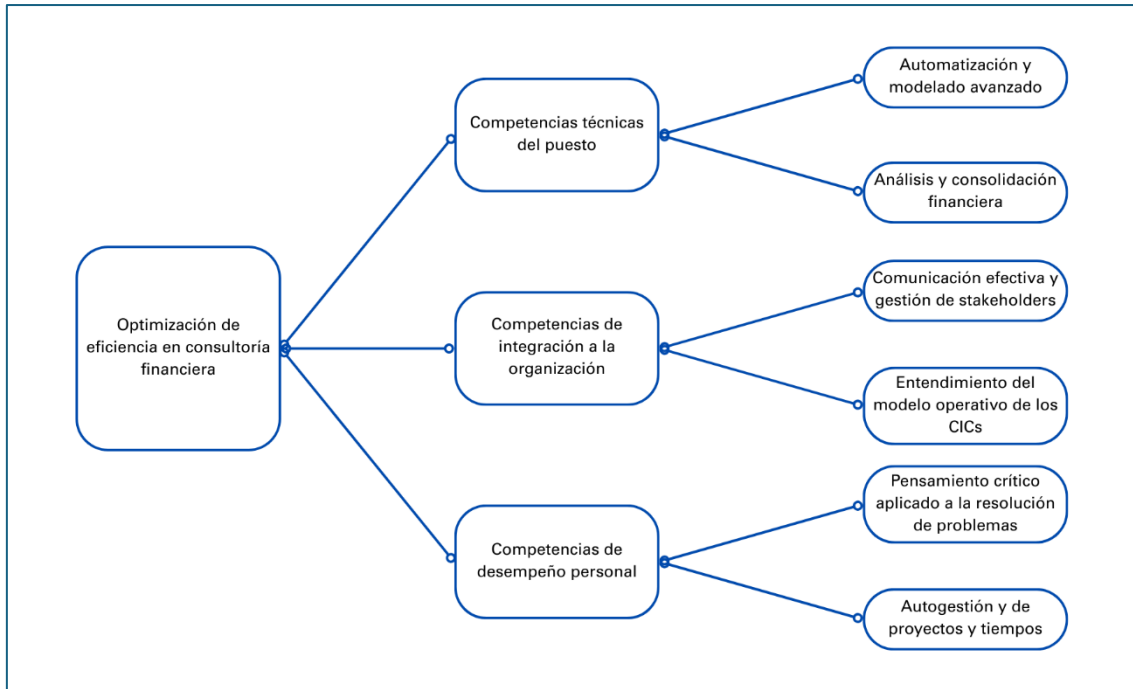 Optimización de
eficiencia en consultoría
financiera
Competencias técnicas
del puesto
Automatización y
modelado avanzado
Análisis y consolidación
financiera
Competencias de
integración a la
organización
Comunicación efectiva y
gestión de stakeholders
Entendimiento del
modelo operativo de los
CICs
Competencias de
desempeño personal
Pensamiento crítico
aplicado a la resolución
de problemas
Autogestión y de
proyectos y tiempos